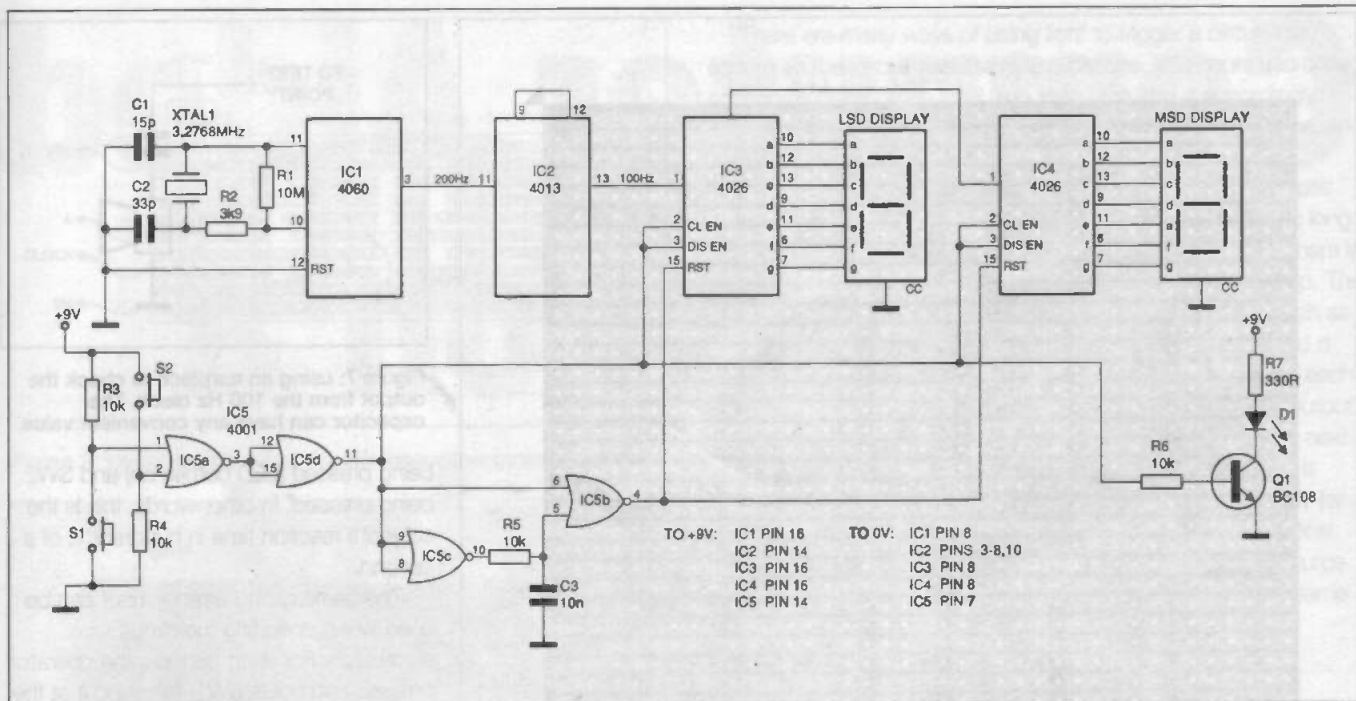 C1
15p
XTAL1
3,2768MHz
C2
33p
R2
3k9
R1
10M
11
10
12
RST
IC1
4060
3
200Hz
11
9
12
IC2
4013
13
100Hz
1
IC3
4026
2
CL EN
3
DIS EN
15
RST
a
10
b
12
c
13
d
9
e
11
f
6
g
7
LSD DISPLAY
a
b
c
d
e
f
g
CC
1
IC4
4026
2
CL EN
3
DIS EN
15
RST
a
10
b
12
c
13
d
9
e
11
f
6
g
7
MSD DISPLAY
a
b
c
d
e
f
g
CC
+9V
R3
10k
S2
S1
R4
10k
IC5
4001
1
2
IC5a
3
12
15
IC5d
11
9
8
IC5c
10
R5
10k
C3
10n
6
5
IC5b
4
R6
10k
+9V
R7
330R
D1
Q1
BC108
TO +9V: IC1 PIN 16
IC2 PIN 14
IC3 PIN 16
IC4 PIN 16
IC5 PIN 14
TO 0V: IC1 PIN 8
IC2 PINS 3-8,10
IC3 PIN 8
IC4 PIN 8
IC5 PIN 7